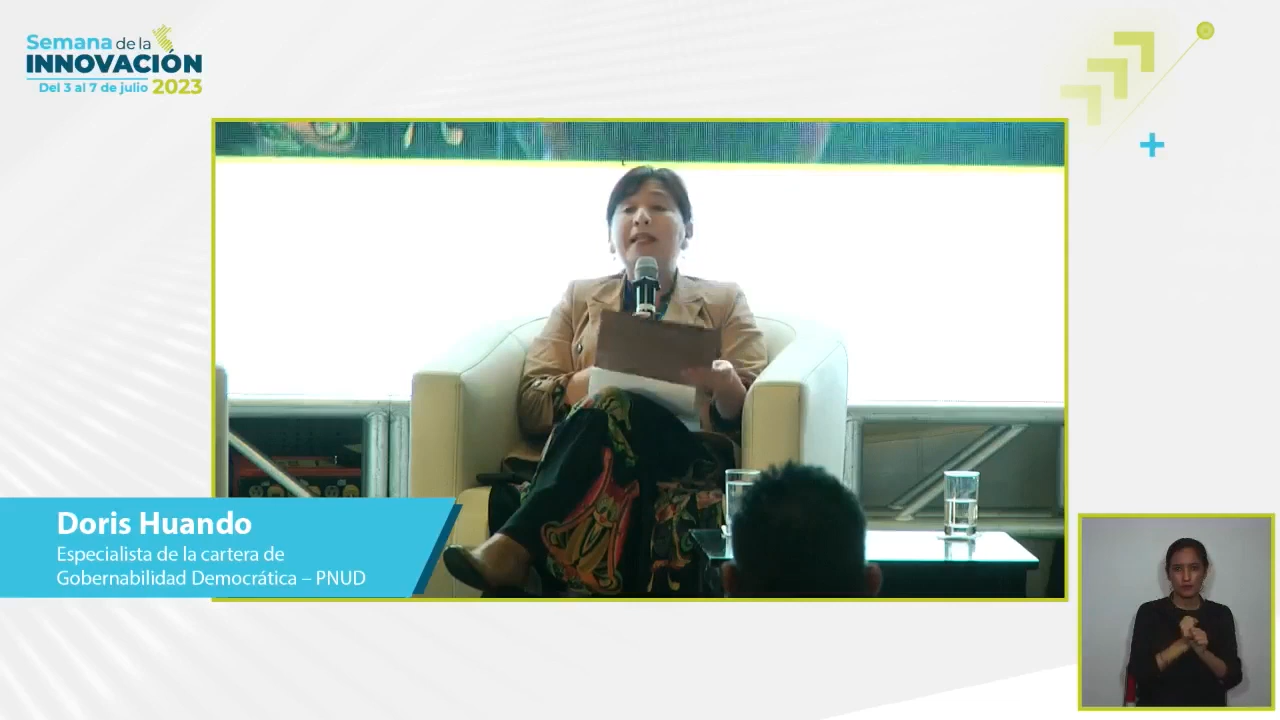 Semana de la
INNOVACIÓN
Del 3 al 7 de julio 2023
Doris Huando
Especialista de la cartera de
Gobernabilidad Democrática – PNUD